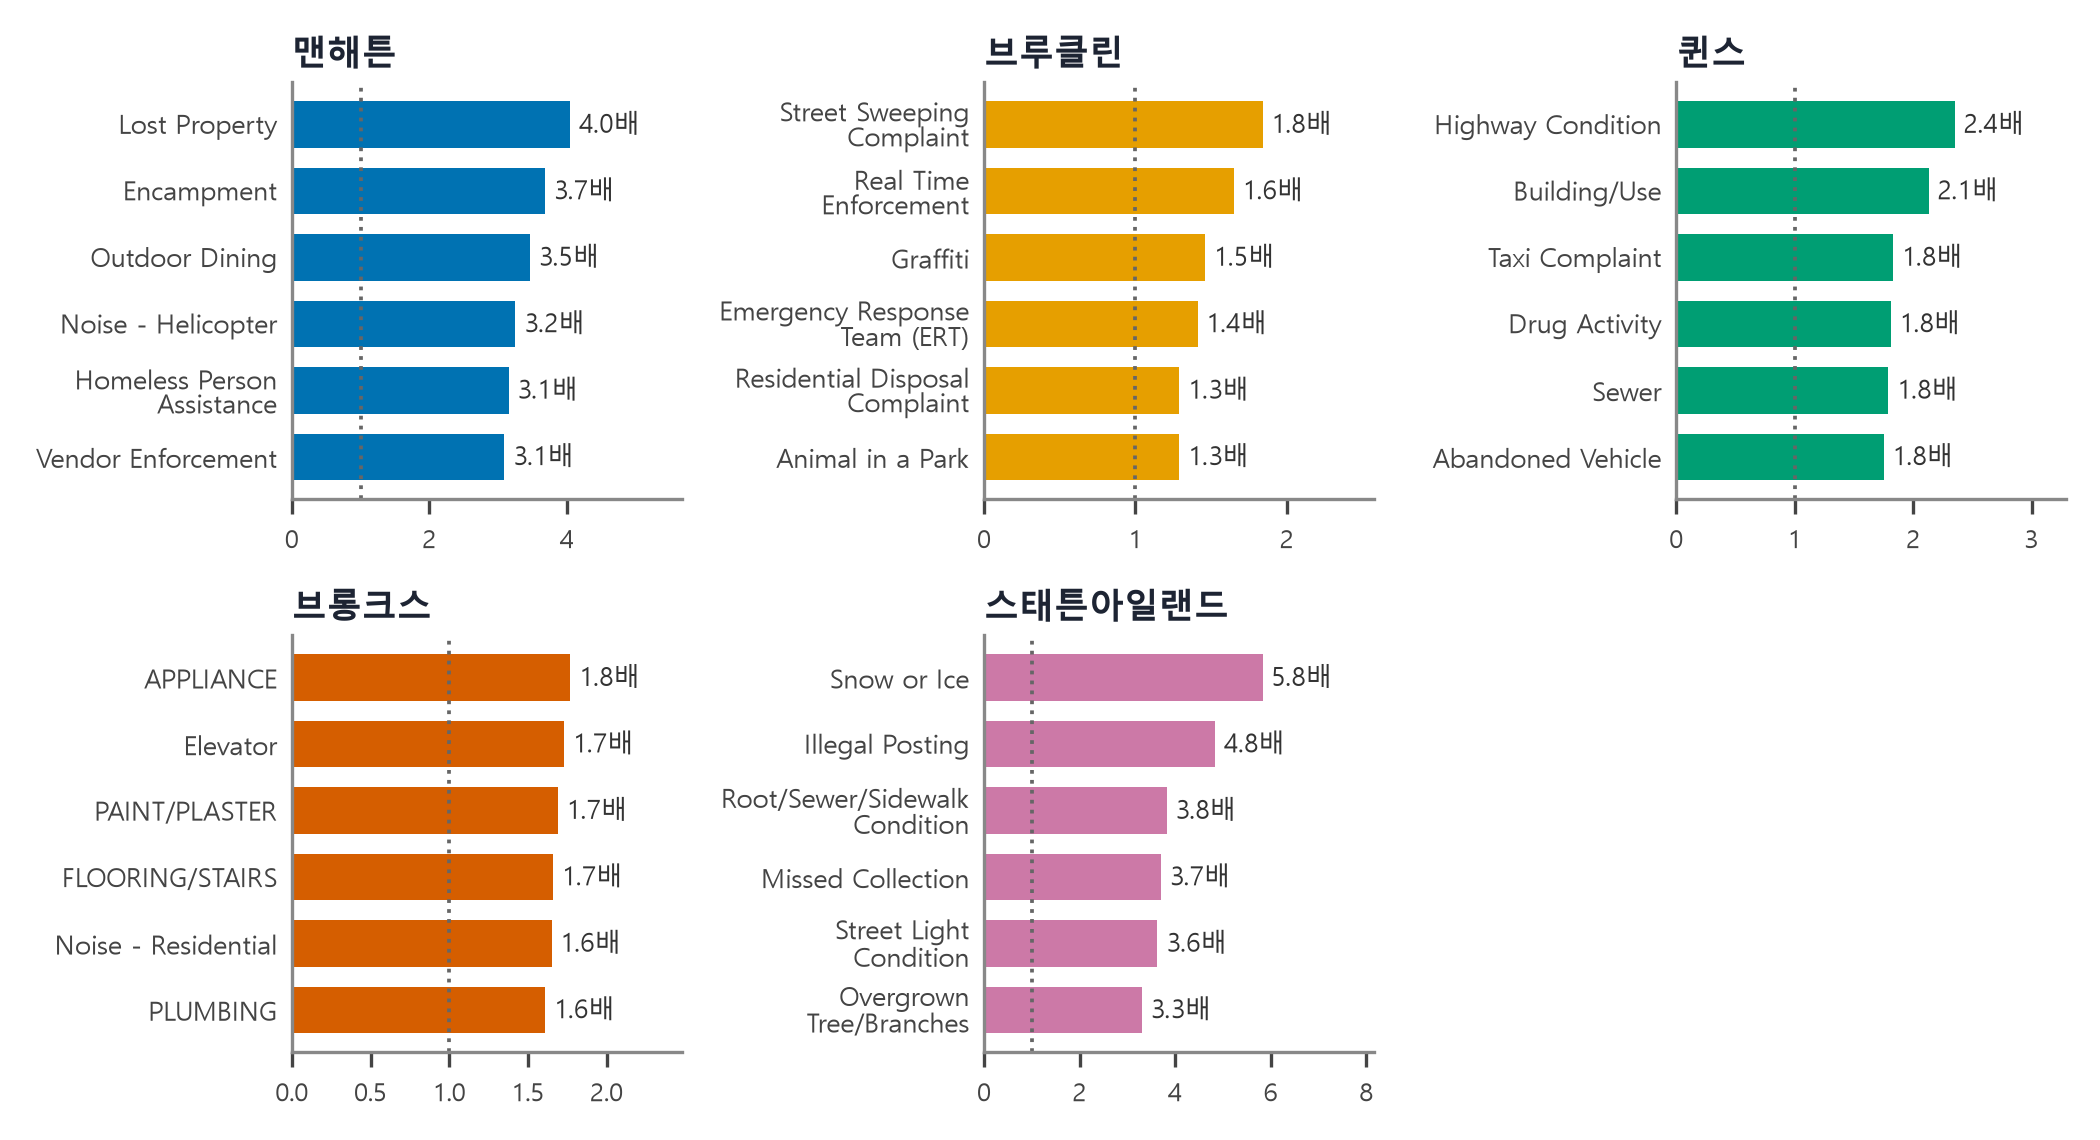 맨해튼
Lost Property
4.0배
Encampment
3.7배
Outdoor Dining
3.5배
Noise - Helicopter
3.2배
Homeless Person
Assistance
3.1배
Vendor Enforcement
3.1배
0 2 4
브루클린
Street Sweeping
Complaint
1.8배
Real Time
Enforcement
1.6배
Graffiti
1.5배
Emergency Response
Team (ERT)
1.4배
Residential Disposal
Complaint
1.3배
Animal in a Park
1.3배
0 1 2
퀸스
Highway Condition
2.4배
Building/Use
2.1배
Taxi Complaint
1.8배
Drug Activity
1.8배
Sewer
1.8배
Abandoned Vehicle
1.8배
0 1 2 3
브롱크스
APPLIANCE
1.8배
Elevator
1.7배
PAINT/PLASTER
1.7배
FLOORING/STAIRS
1.7배
Noise - Residential
1.6배
PLUMBING
1.6배
0.0 0.5 1.0 1.5 2.0
스태튼아일랜드
Snow or Ice
5.8배
Illegal Posting
4.8배
Root/Sewer/Sidewalk
Condition
3.8배
Missed Collection
3.7배
Street Light
Condition
3.6배
Overgrown
Tree/Branches
3.3배
0 2 4 6 8